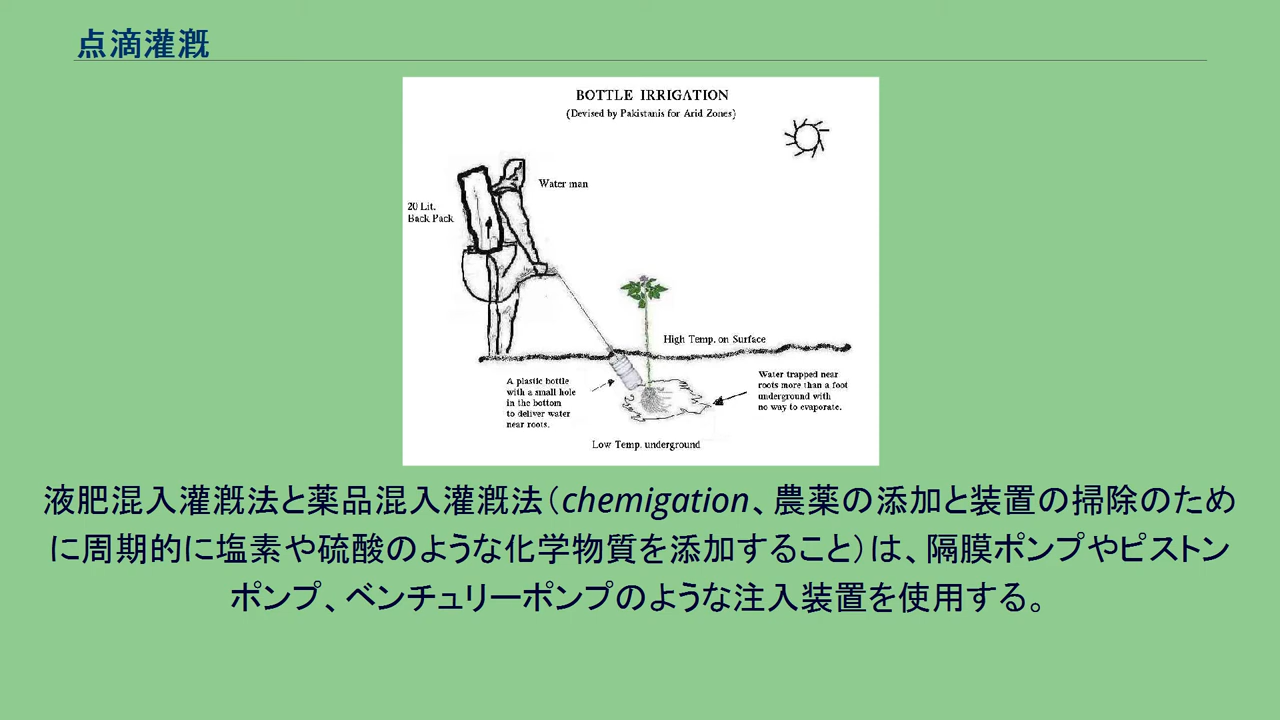 点滴灌漑
BOTTLE IRRIGATION
(Devised by Pakistanis for Arid Zones)
Water man
20 Lit.
Back Pack
High Temp. on Surface
A plastic bottle
with a small hole
in the bottom
to deliver water
near roots.
Water trapped near
roots more than a foot
underground with
no way to evaporate.
Low Temp. underground
液肥混入灌漑法と薬品混入灌漑法（chemigation、農薬の添加と装置の掃除のため
に周期的に塩素や硫酸のような化学物質を添加すること）は、隔膜ポンプやピストン
ポンプ、ベンチュリーポンプのような注入装置を使用する。